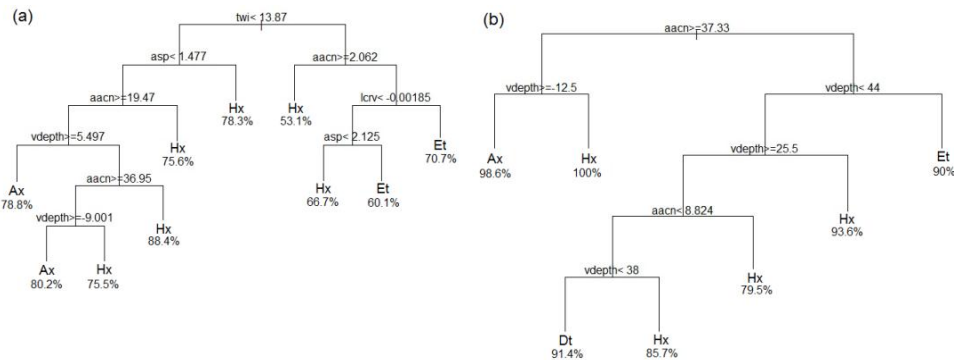 (a)
twi< 13.87
asp< 1.477
aacn>=2.062
aacn>=19.47
Hx
78.3%
Hx
53.1%
lcrv< -0.00185
vdepth>=5.497
Hx
75.6%
asp< 2.125
Et
70.7%
Ax
78.8%
aacn>=36.95
Hx
66.7%
Et
60.1%
vdepth>=-9.001
Hx
88.4%
Ax
80.2%
Hx
75.5%
(b)
aacn>=37.33
vdepth>=-12.5
vdepth< 44
Ax
98.6%
Hx
100%
vdepth>=25.5
Et
90%
aacn< 8.824
Hx
93.6%
vdepth< 38
Hx
79.5%
Dt
91.4%
Hx
85.7%